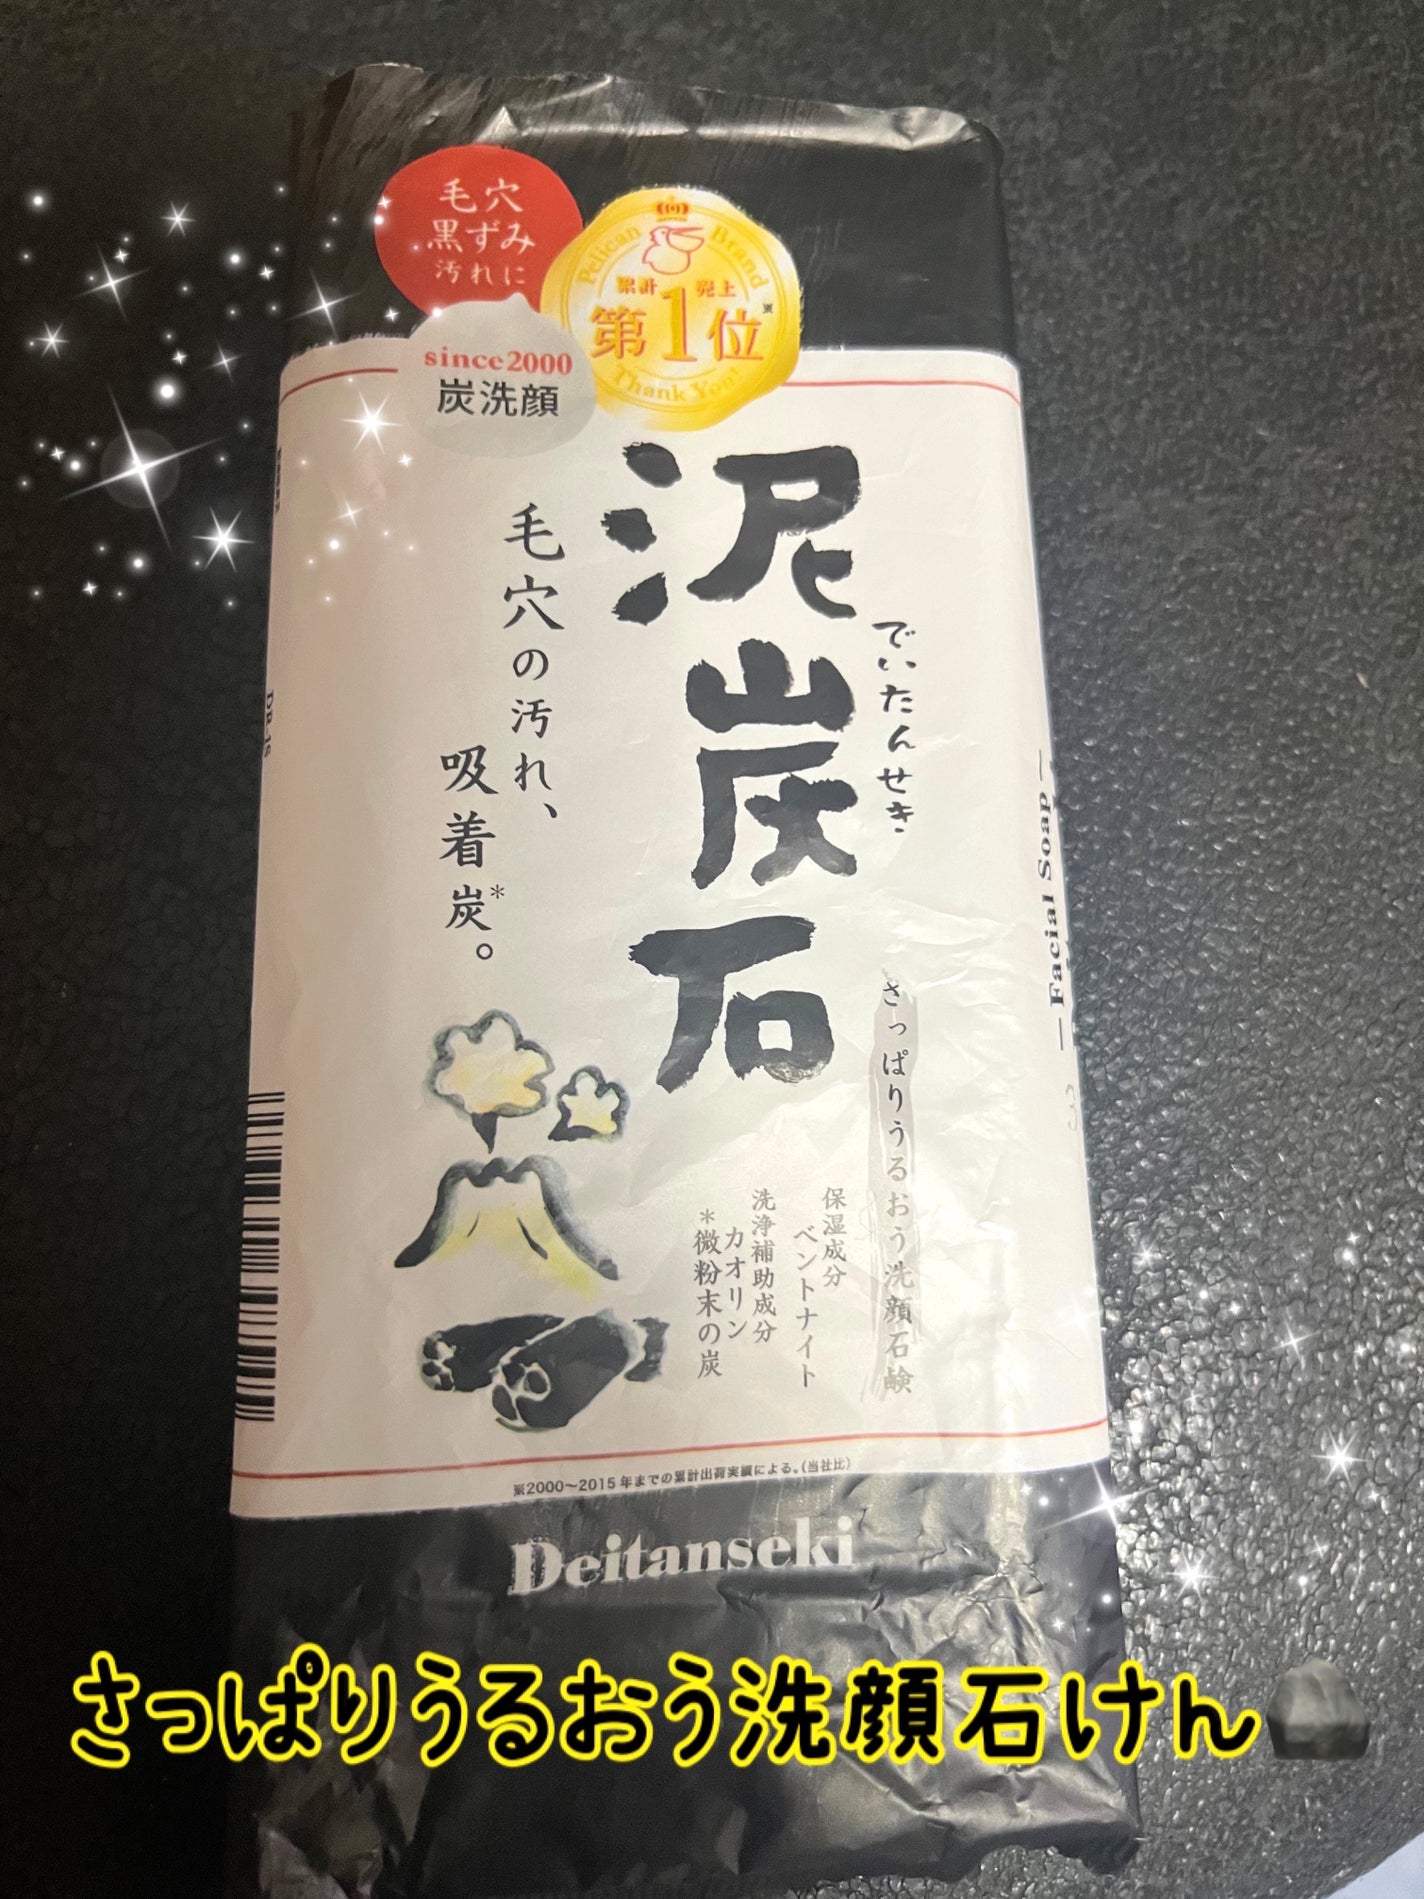 毛穴
黒ずみ
汚れに
Pelican Brand
累計 売上
第1位※
Thank You!
since2000
炭洗顔
泥炭石
でいたんせき
毛穴の汚れ、
吸着炭*。
Facial Soap
さっぱりうるおう洗顔石鹸
保湿成分
ベントナイト
洗浄補助成分
カオリン
*微粉末の炭
※2000～2015年までの累計出荷実績による。(当社比)
Deitanseki
さっぱりうるおう洗顔石けん